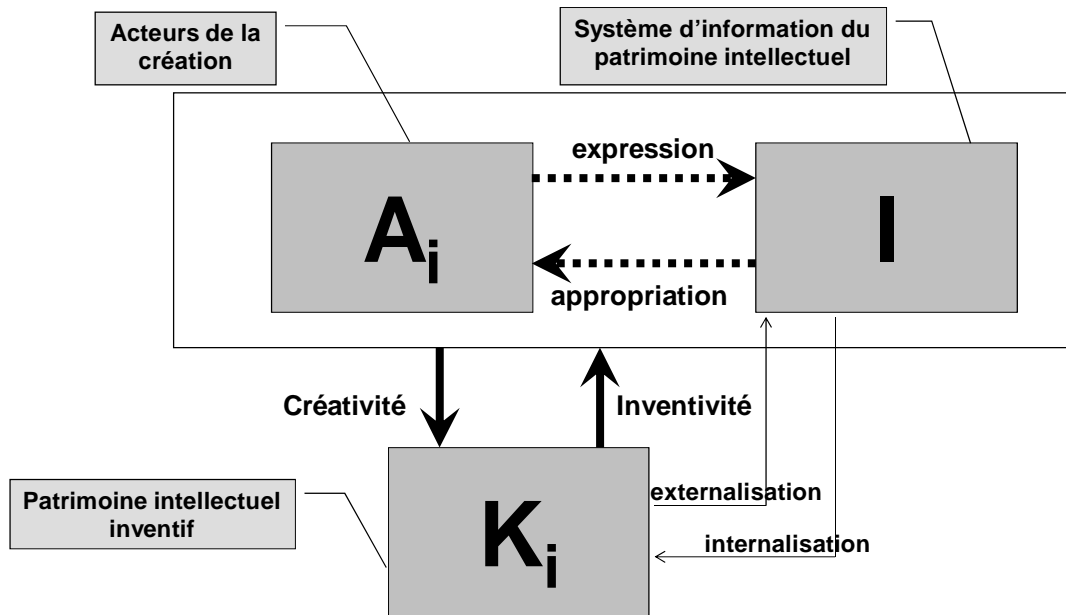 Acteurs de la
création
Système d’information du
patrimoine intellectuel
expression
Ai
I
appropriation
Créativité
Inventivité
Patrimoine intellectuel
inventif
Ki
externalisation
internalisation